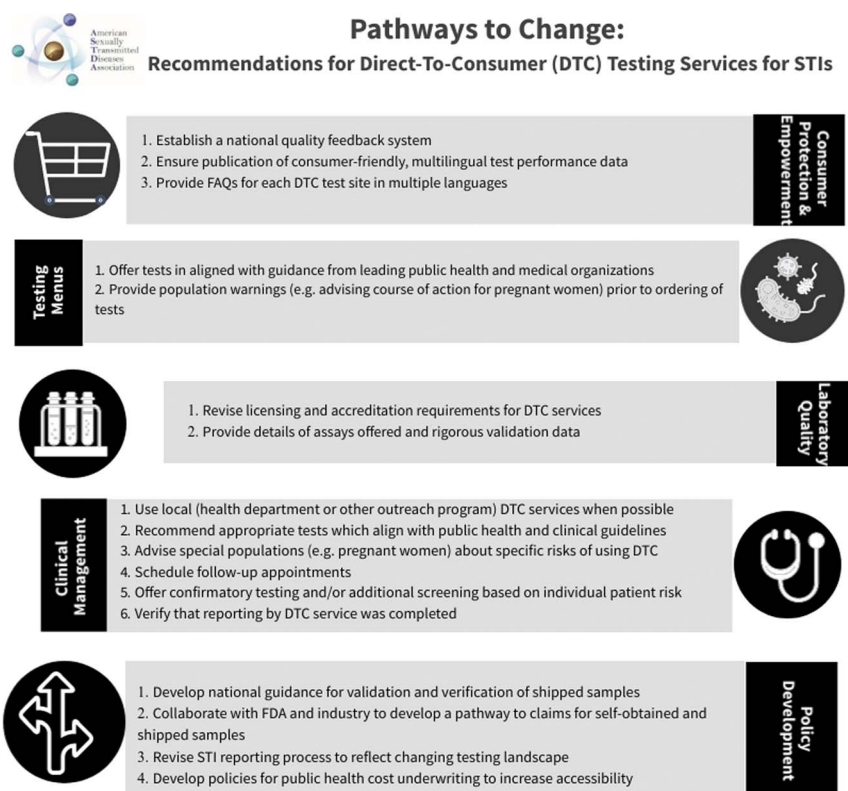 American
Sexually
Transmitted
Diseases
Association
Pathways to Change:
Recommendations for Direct-To-Consumer (DTC) Testing Services for STIs
1. Establish a national quality feedback system
2. Ensure publication of consumer-friendly, multilingual test performance data
3. Provide FAQs for each DTC test site in multiple languages
Consumer
Protection &
Empowerment
Testing
Menus
1. Offer tests in aligned with guidance from leading public health and medical organizations
2. Provide population warnings (e.g. advising course of action for pregnant women) prior to ordering of
tests
1. Revise licensing and accreditation requirements for DTC services
2. Provide details of assays offered and rigorous validation data
Laboratory
Quality
Clinical
Management
1. Use local (health department or other outreach program) DTC services when possible
2. Recommend appropriate tests which align with public health and clinical guidelines
3. Advise special populations (e.g. pregnant women) about specific risks of using DTC
4. Schedule follow-up appointments
5. Offer confirmatory testing and/or additional screening based on individual patient risk
6. Verify that reporting by DTC service was completed
1. Develop national guidance for validation and verification of shipped samples
2. Collaborate with FDA and industry to develop a pathway to claims for self-obtained and
shipped samples
3. Revise STI reporting process to reflect changing testing landscape
4. Develop policies for public health cost underwriting to increase accessibility
Policy
Development